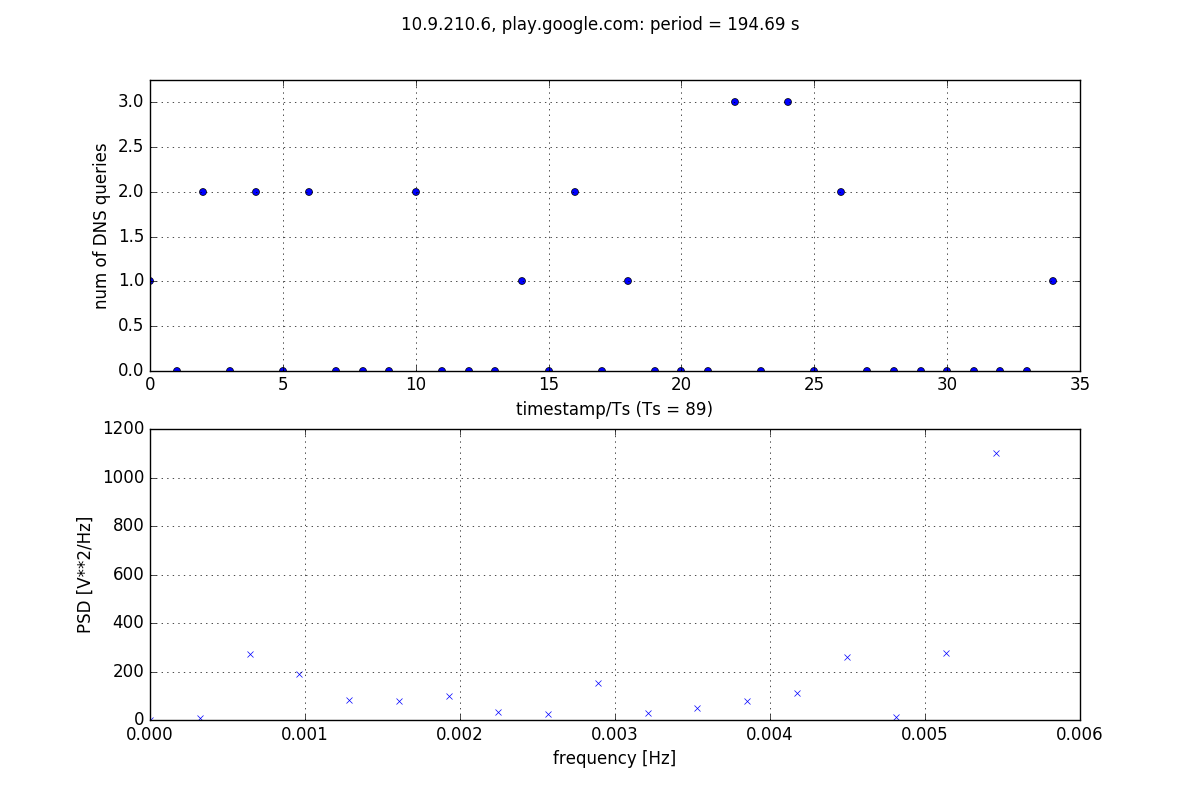 10.9.210.6, play.google.com: period = 194.69 s
3.0
2.5
2.0
1.5
1.0
0.5
0.0
num of DNS queries
0 5 10 15 20 25 30 35
timestamp/Ts (Ts = 89)
1200
1000
800
600
400
200
0
PSD [V**2/Hz]
0.000 0.001 0.002 0.003 0.004 0.005 0.006
frequency [Hz]